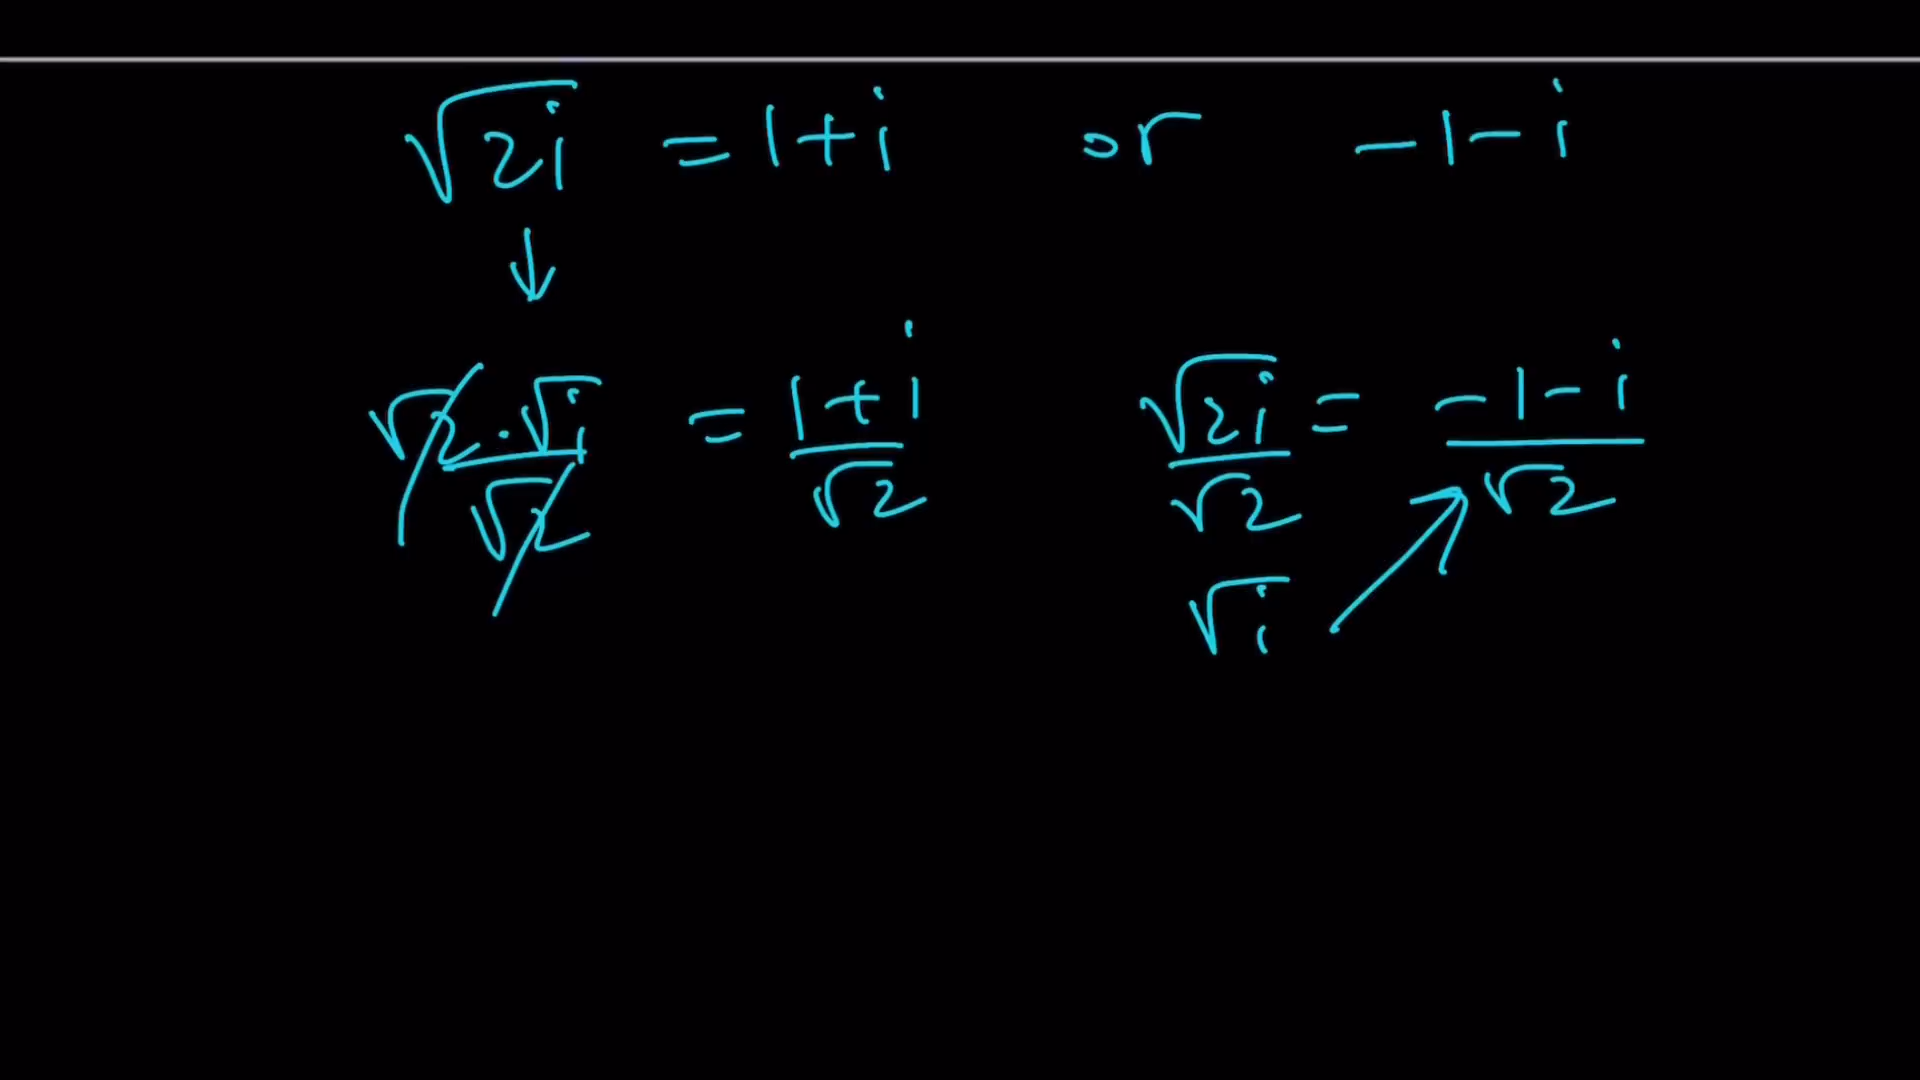 √2i = 1+i or -1-i
↓
(√2·√i)/√2 = (1+i)/√2 √2i/√2 = (-1-i)/√2
√i